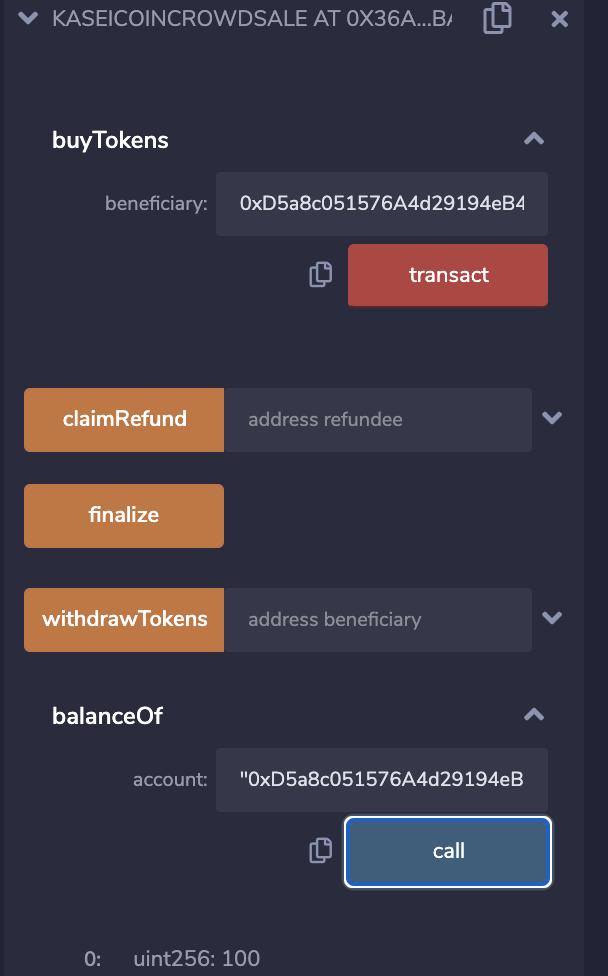 KASEICOINCROWDSALE AT 0X36A...BA
buyTokens
beneficiary: 0xD5a8c051576A4d29194eB4
transact
claimRefund address refundee
finalize
withdrawTokens address beneficiary
balanceOf
account: "0xD5a8c051576A4d29194eB
call
0: uint256: 100